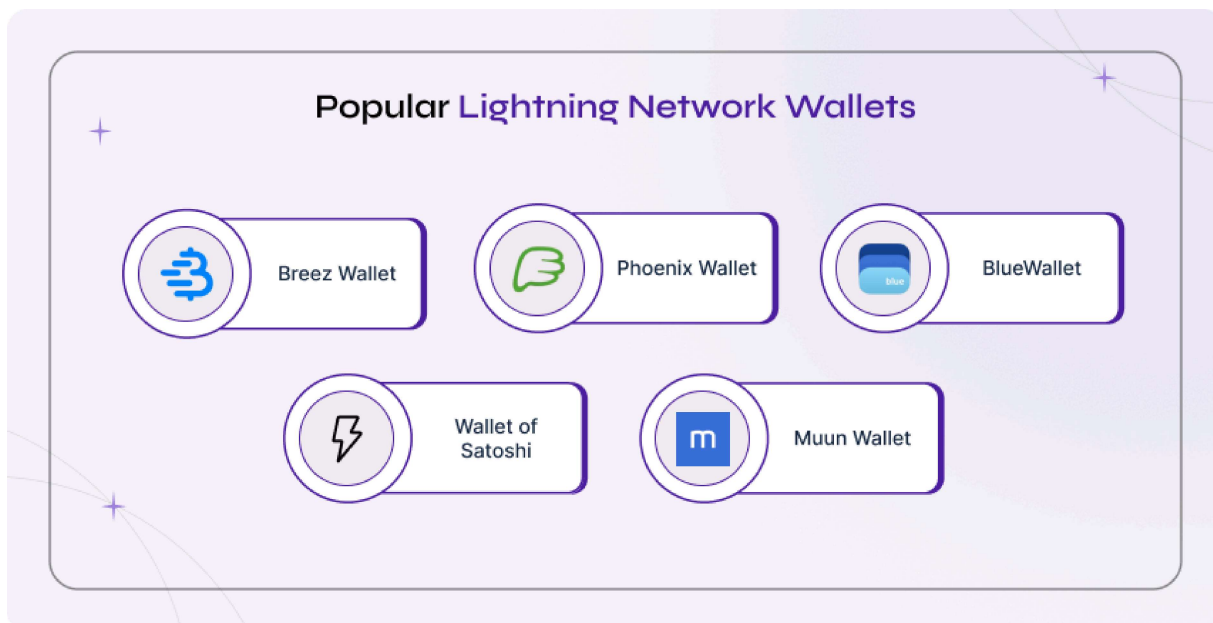 Popular Lightning Network Wallets
Breez Wallet
Phoenix Wallet
blue
BlueWallet
Wallet of
Satoshi
m
Muun Wallet